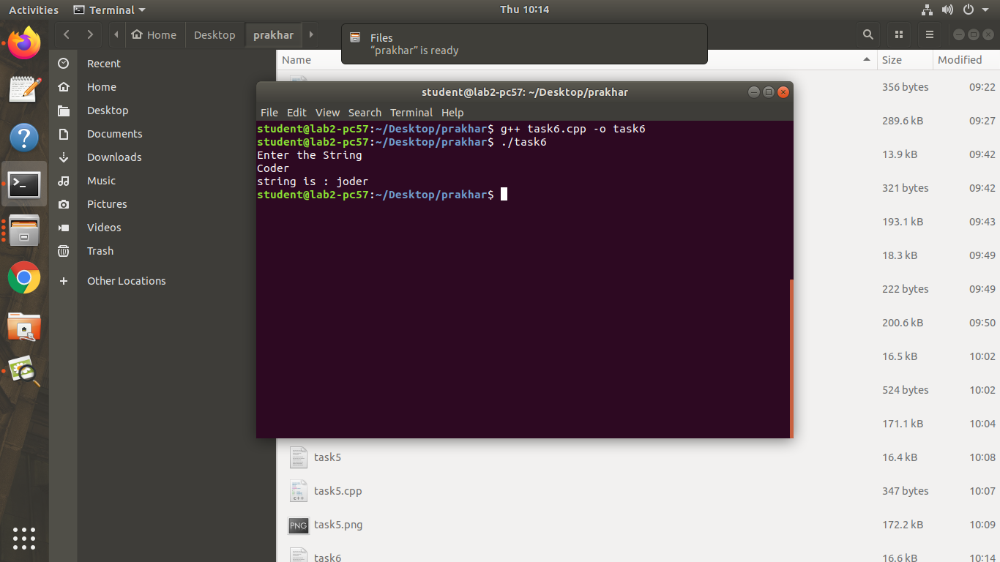 Activities Terminal Thu 10:14
Home Desktop prakhar
Files
“prakhar” is ready
Name Size Modified
Recent
Home
Desktop
Documents
Downloads
Music
Pictures
Videos
Trash
Other Locations
student@lab2-pc57: ~/Desktop/prakhar
File Edit View Search Terminal Help
student@lab2-pc57:~/Desktop/prakhar$ g++ task6.cpp -o task6
student@lab2-pc57:~/Desktop/prakhar$ ./task6
Enter the String
Coder
string is : joder
student@lab2-pc57:~/Desktop/prakhar$
356 bytes 09:22
289.6 kB 09:27
13.9 kB 09:42
321 bytes 09:42
193.1 kB 09:43
18.3 kB 09:49
222 bytes 09:49
200.6 kB 09:50
16.5 kB 10:02
524 bytes 10:02
171.1 kB 10:04
task5 16.4 kB 10:08
task5.cpp 347 bytes 10:07
PNG task5.png 172.2 kB 10:09
task6 16.6 kB 10:14